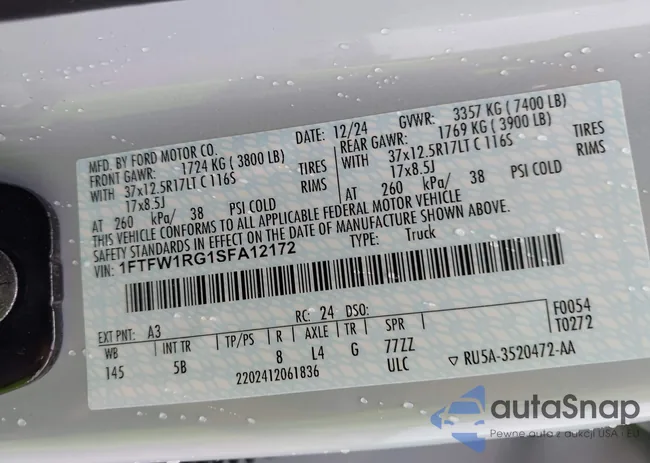 MFD. BY FORD MOTOR CO.
DATE: 12/24 GVWR: 3357 KG (7400 LB)
FRONT GAWR: 1724 KG (3800 LB) REAR GAWR: 1769 KG (3900 LB)
WITH 37x12.5R17LT C 116S TIRES 37x12.5R17LT C 116S TIRES
17x8.5J RIMS 17x8.5J RIMS
AT 260 kPa/ 38 PSI COLD AT 260 kPa/ 38 PSI COLD
THIS VEHICLE CONFORMS TO ALL APPLICABLE FEDERAL MOTOR VEHICLE
SAFETY STANDARDS IN EFFECT ON THE DATE OF MANUFACTURE SHOWN ABOVE.
VIN: 1FTFW1RG1SFA12172 TYPE: Truck
EXT PNT: A3 RC: 24 DSO: F0054
WB INT TR TP/PS R AXLE TR SPR T0272
145 5B 8 L4 G 77ZZ
2202412061836 ULC ▽ RU5A-3520472-AA
autaSnap
Pewne auta z aukcji USA i EU